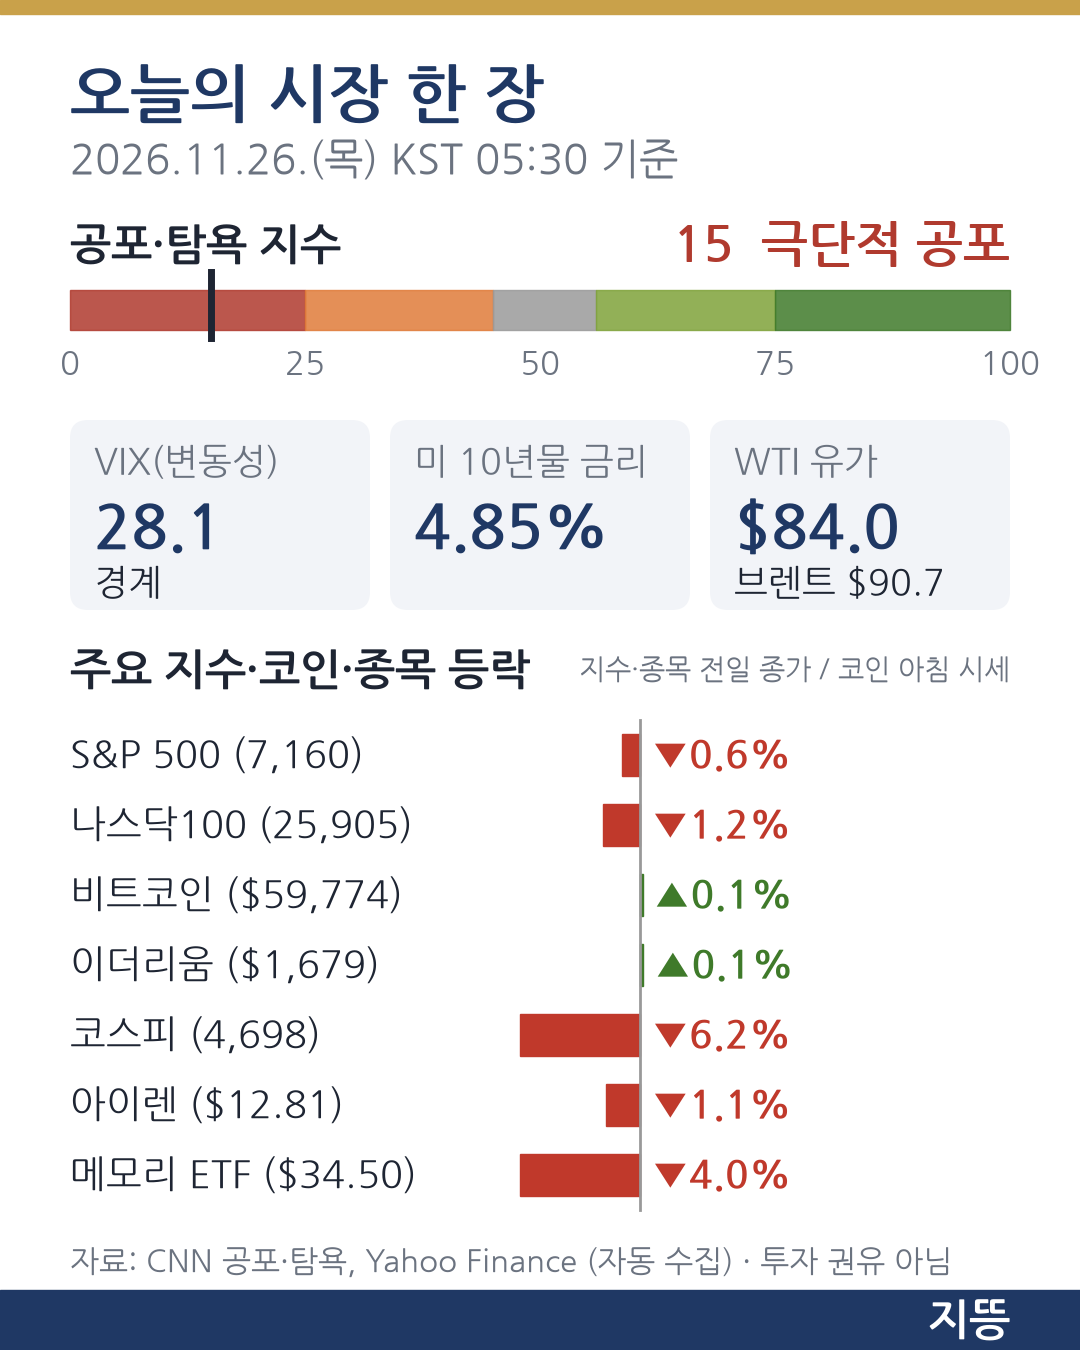 오늘의 시장 한 장
2026.11.26.(목) KST 05:30 기준
공포·탐욕 지수
15 극단적 공포
0 25 50 75 100
VIX(변동성)
28.1
경계
미 10년물 금리
4.85%
WTI 유가
$84.0
브렌트 $90.7
주요 지수·코인·종목 등락
지수·종목 전일 종가 / 코인 아침 시세
S&P 500 (7,160) ▼0.6%
나스닥100 (25,905) ▼1.2%
비트코인 ($59,774) ▲0.1%
이더리움 ($1,679) ▲0.1%
코스피 (4,698) ▼6.2%
아이렌 ($12.81) ▼1.1%
메모리 ETF ($34.50) ▼4.0%
자료: CNN 공포·탐욕, Yahoo Finance (자동 수집) · 투자 권유 아님
지뜽